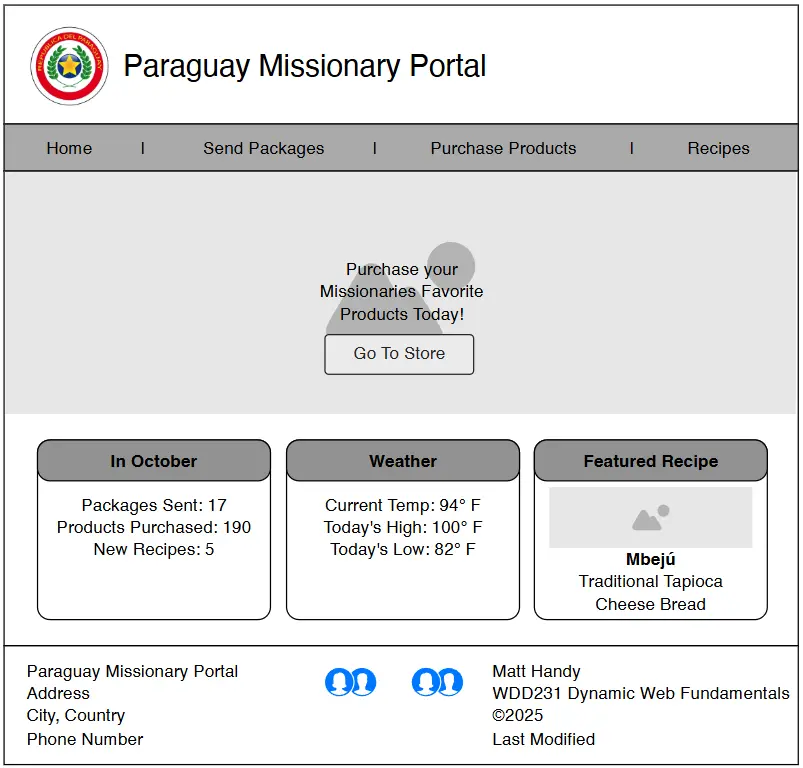 REPUBLICA DEL PARAGUAY
Paraguay Missionary Portal
Home | Send Packages | Purchase Products | Recipes
Purchase your
Missionaries Favorite
Products Today!
Go To Store
In October
Packages Sent: 17
Products Purchased: 190
New Recipes: 5
Weather
Current Temp: 94° F
Today's High: 100° F
Today's Low: 82° F
Featured Recipe
Mbejú
Traditional Tapioca
Cheese Bread
Paraguay Missionary Portal
Address
City, Country
Phone Number
Matt Handy
WDD231 Dynamic Web Fundamentals
©2025
Last Modified